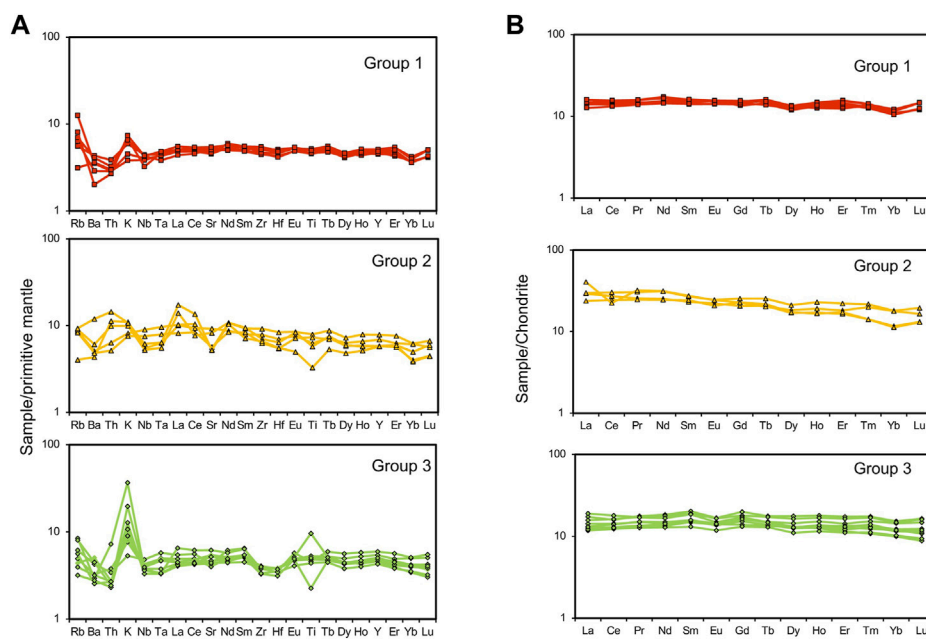 A
100
Group 1
10
1
Rb Ba Th K Nb Ta La Ce Sr Nd Sm Zr Hf Eu Ti Tb Dy Ho Y Er Yb Lu
100
Group 2
10
1
Rb Ba Th K Nb Ta La Ce Sr Nd Sm Zr Hf Eu Ti Tb Dy Ho Y Er Yb Lu
100
Group 3
10
1
Rb Ba Th K Nb Ta La Ce Sr Nd Sm Zr Hf Eu Ti Tb Dy Ho Y Er Yb Lu
Sample/primitive mantle
B
100
Group 1
10
1
La Ce Pr Nd Sm Eu Gd Tb Dy Ho Er Tm Yb Lu
100
Group 2
10
1
La Ce Pr Nd Sm Eu Gd Tb Dy Ho Er Tm Yb Lu
100
Group 3
10
1
La Ce Pr Nd Sm Eu Gd Tb Dy Ho Er Tm Yb Lu
Sample/Chondrite